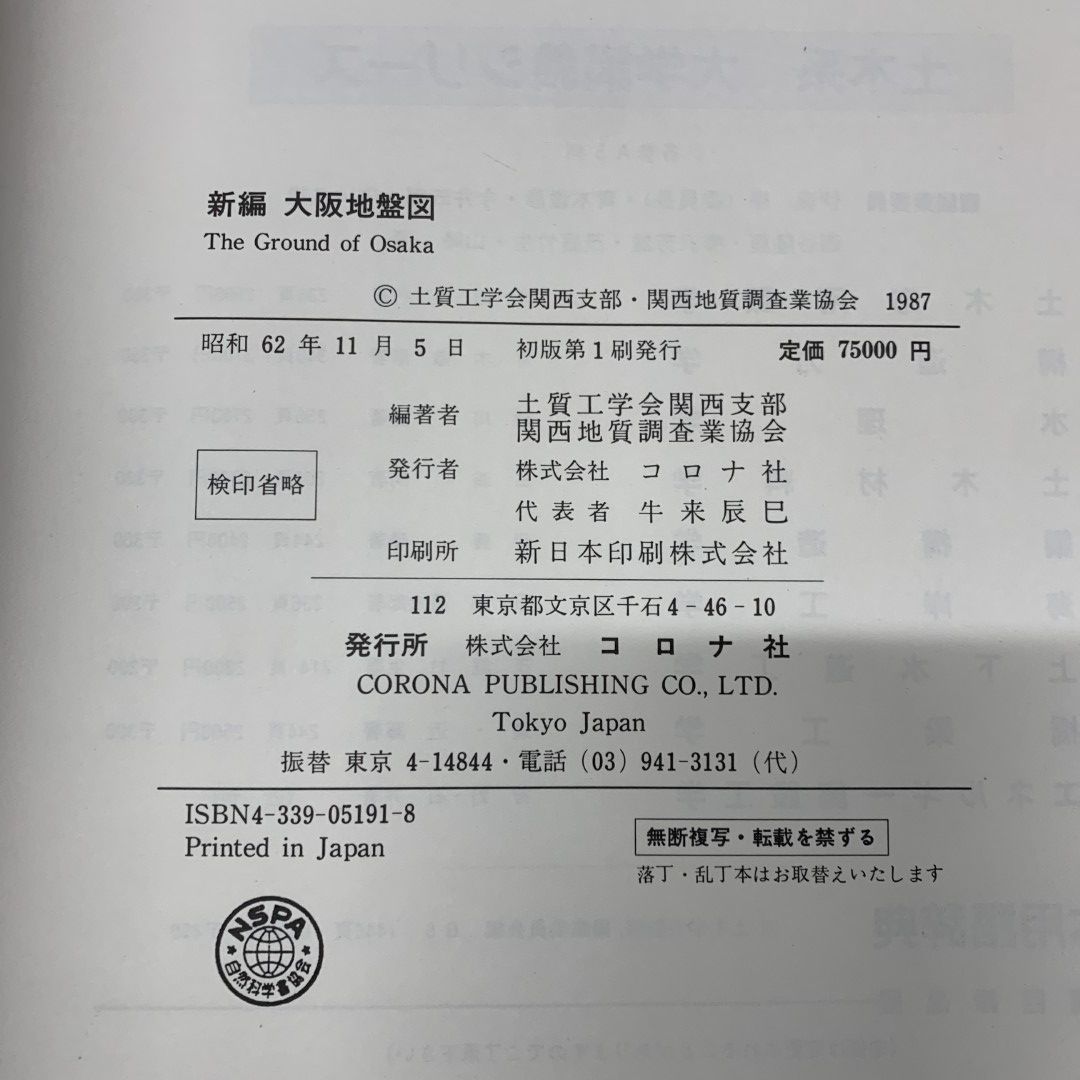 新編 大阪地盤図
The Ground of Osaka
© 土質工学会関西支部・関西地質調査業協会 1987
昭和 62 年 11 月 5 日 初版第1刷発行 定価 75000 円
編著者 土質工学会関西支部
関西地質調査業協会
検印省略
発行者 株式会社 コロナ社
代表者 牛来辰巳
印刷所 新日本印刷株式会社
112 東京都文京区千石4-46-10
発行所 株式会社 コロナ社
CORONA PUBLISHING CO., LTD.
Tokyo Japan
振替 東京 4-14844・電話 (03) 941-3131 (代)
ISBN4-339-05191-8
Printed in Japan
無断複写・転載を禁ずる
落丁・乱丁本はお取替えいたします
NSPA
自然科学書協会